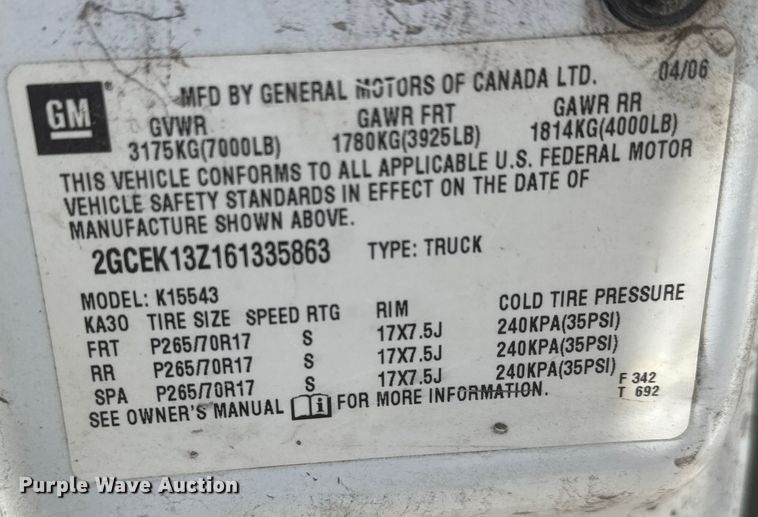 GM
MFD BY GENERAL MOTORS OF CANADA LTD. 04/06
GVWR GAWR FRT GAWR RR
3175KG(7000LB) 1780KG(3925LB) 1814KG(4000LB)
THIS VEHICLE CONFORMS TO ALL APPLICABLE U.S. FEDERAL MOTOR
VEHICLE SAFETY STANDARDS IN EFFECT ON THE DATE OF
MANUFACTURE SHOWN ABOVE.
2GCEK13Z161335863 TYPE: TRUCK
MODEL: K15543
KA30 TIRE SIZE SPEED RTG RIM COLD TIRE PRESSURE
FRT P265/70R17 S 17X7.5J 240KPA(35PSI)
RR P265/70R17 S 17X7.5J 240KPA(35PSI)
SPA P265/70R17 S 17X7.5J 240KPA(35PSI)
F 342
T 692
SEE OWNER'S MANUAL i FOR MORE INFORMATION.
Purple Wave Auction